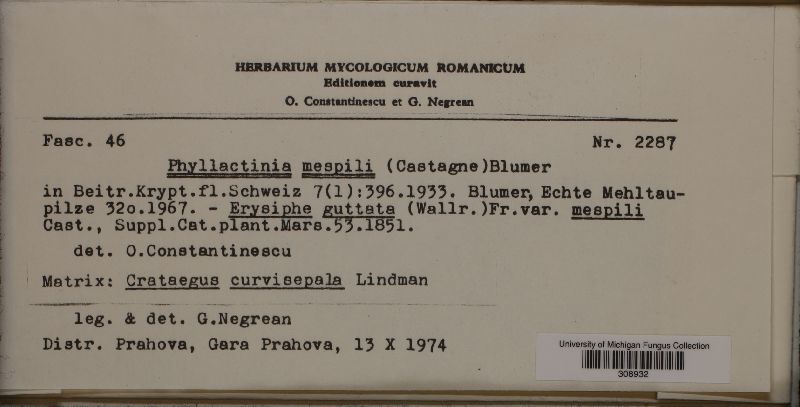 HERBARIUM MYCOLOGICUM ROMANICUM
Editionem curavit
O. Constantinescu et G. Negrean
Fasc. 46 Nr. 2287
Phyllactinia mespili (Castagne)Blumer
in Beitr.Krypt.fl.Schweiz 7(1):396.1933. Blumer, Echte Mehltau-
pilze 320.1967. - Erysiphe guttata (Wallr.)Fr.var. mespili
Cast., Suppl.Cat.plant.Mars.53.1851.
det. O.Constantinescu
Matrix: Crataegus curvisepala Lindman
leg. & det. G.Negrean
Distr. Prahova, Gara Prahova, 13 X 1974
University of Michigan Fungus Collection
308932